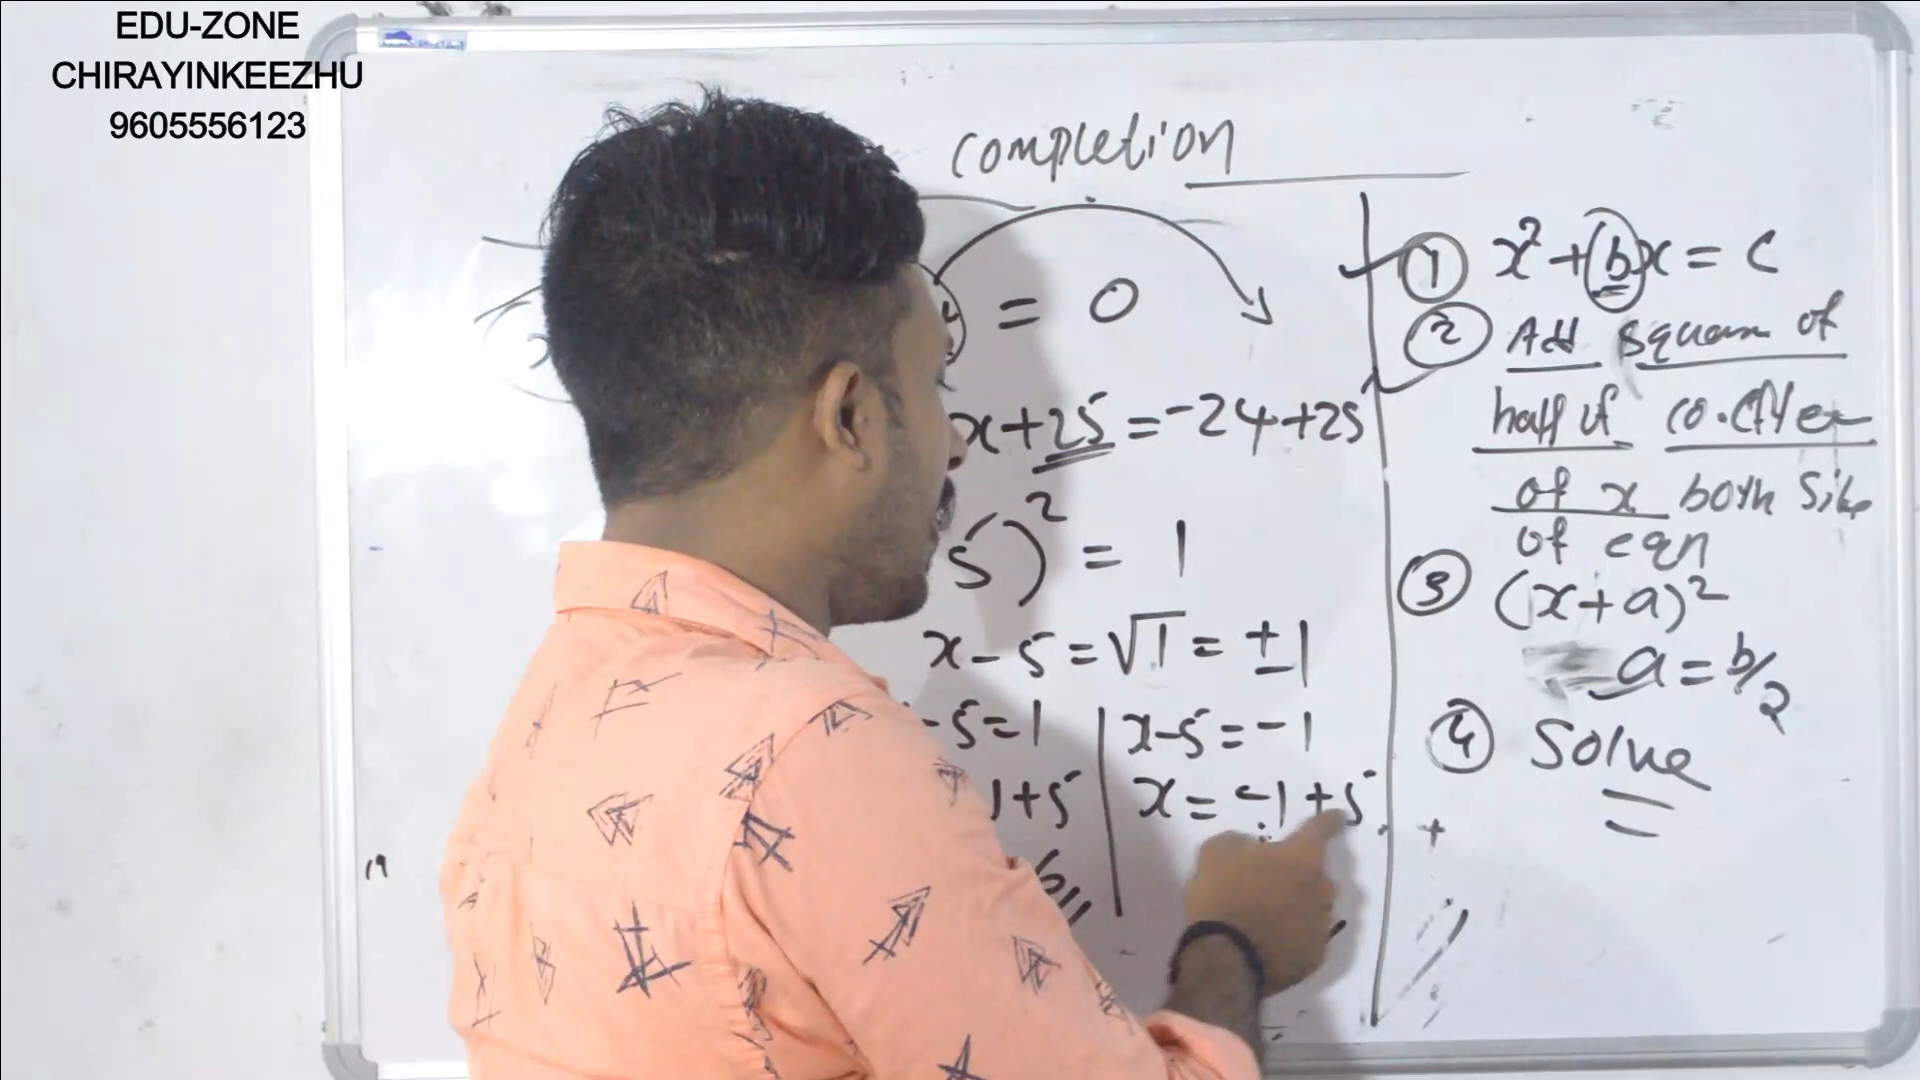 EDU-ZONE
CHIRAYINKEEZHU
9605556123
completion
= 0
x+25 = -24+25
5)² = 1
x-5 = √1 = ±1
-5=1
x-5=-1
1+5
x = -1+5
6
① x²+bx = c
② Add square of
half of
of x both side
of eqn
③ (x+a)²
a = b/2
④ Solve